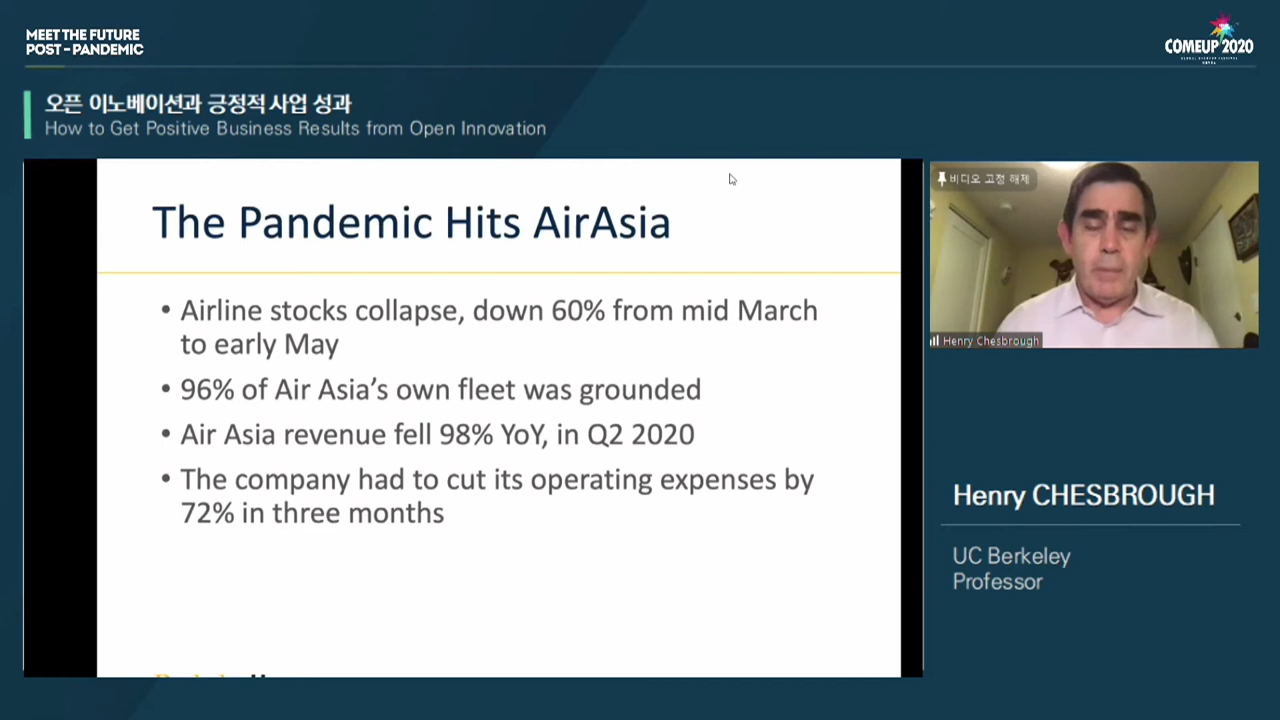 MEET THE FUTURE
POST-PANDEMIC
COMEUP 2020
오픈 이노베이션과 긍정적 사업 성과
How to Get Positive Business Results from Open Innovation
The Pandemic Hits AirAsia
• Airline stocks collapse, down 60% from mid March
to early May
• 96% of Air Asia’s own fleet was grounded
• Air Asia revenue fell 98% YoY, in Q2 2020
• The company had to cut its operating expenses by
72% in three months
비디오 고정 해제
Henry Chesbrough
Henry CHESBROUGH
UC Berkeley
Professor